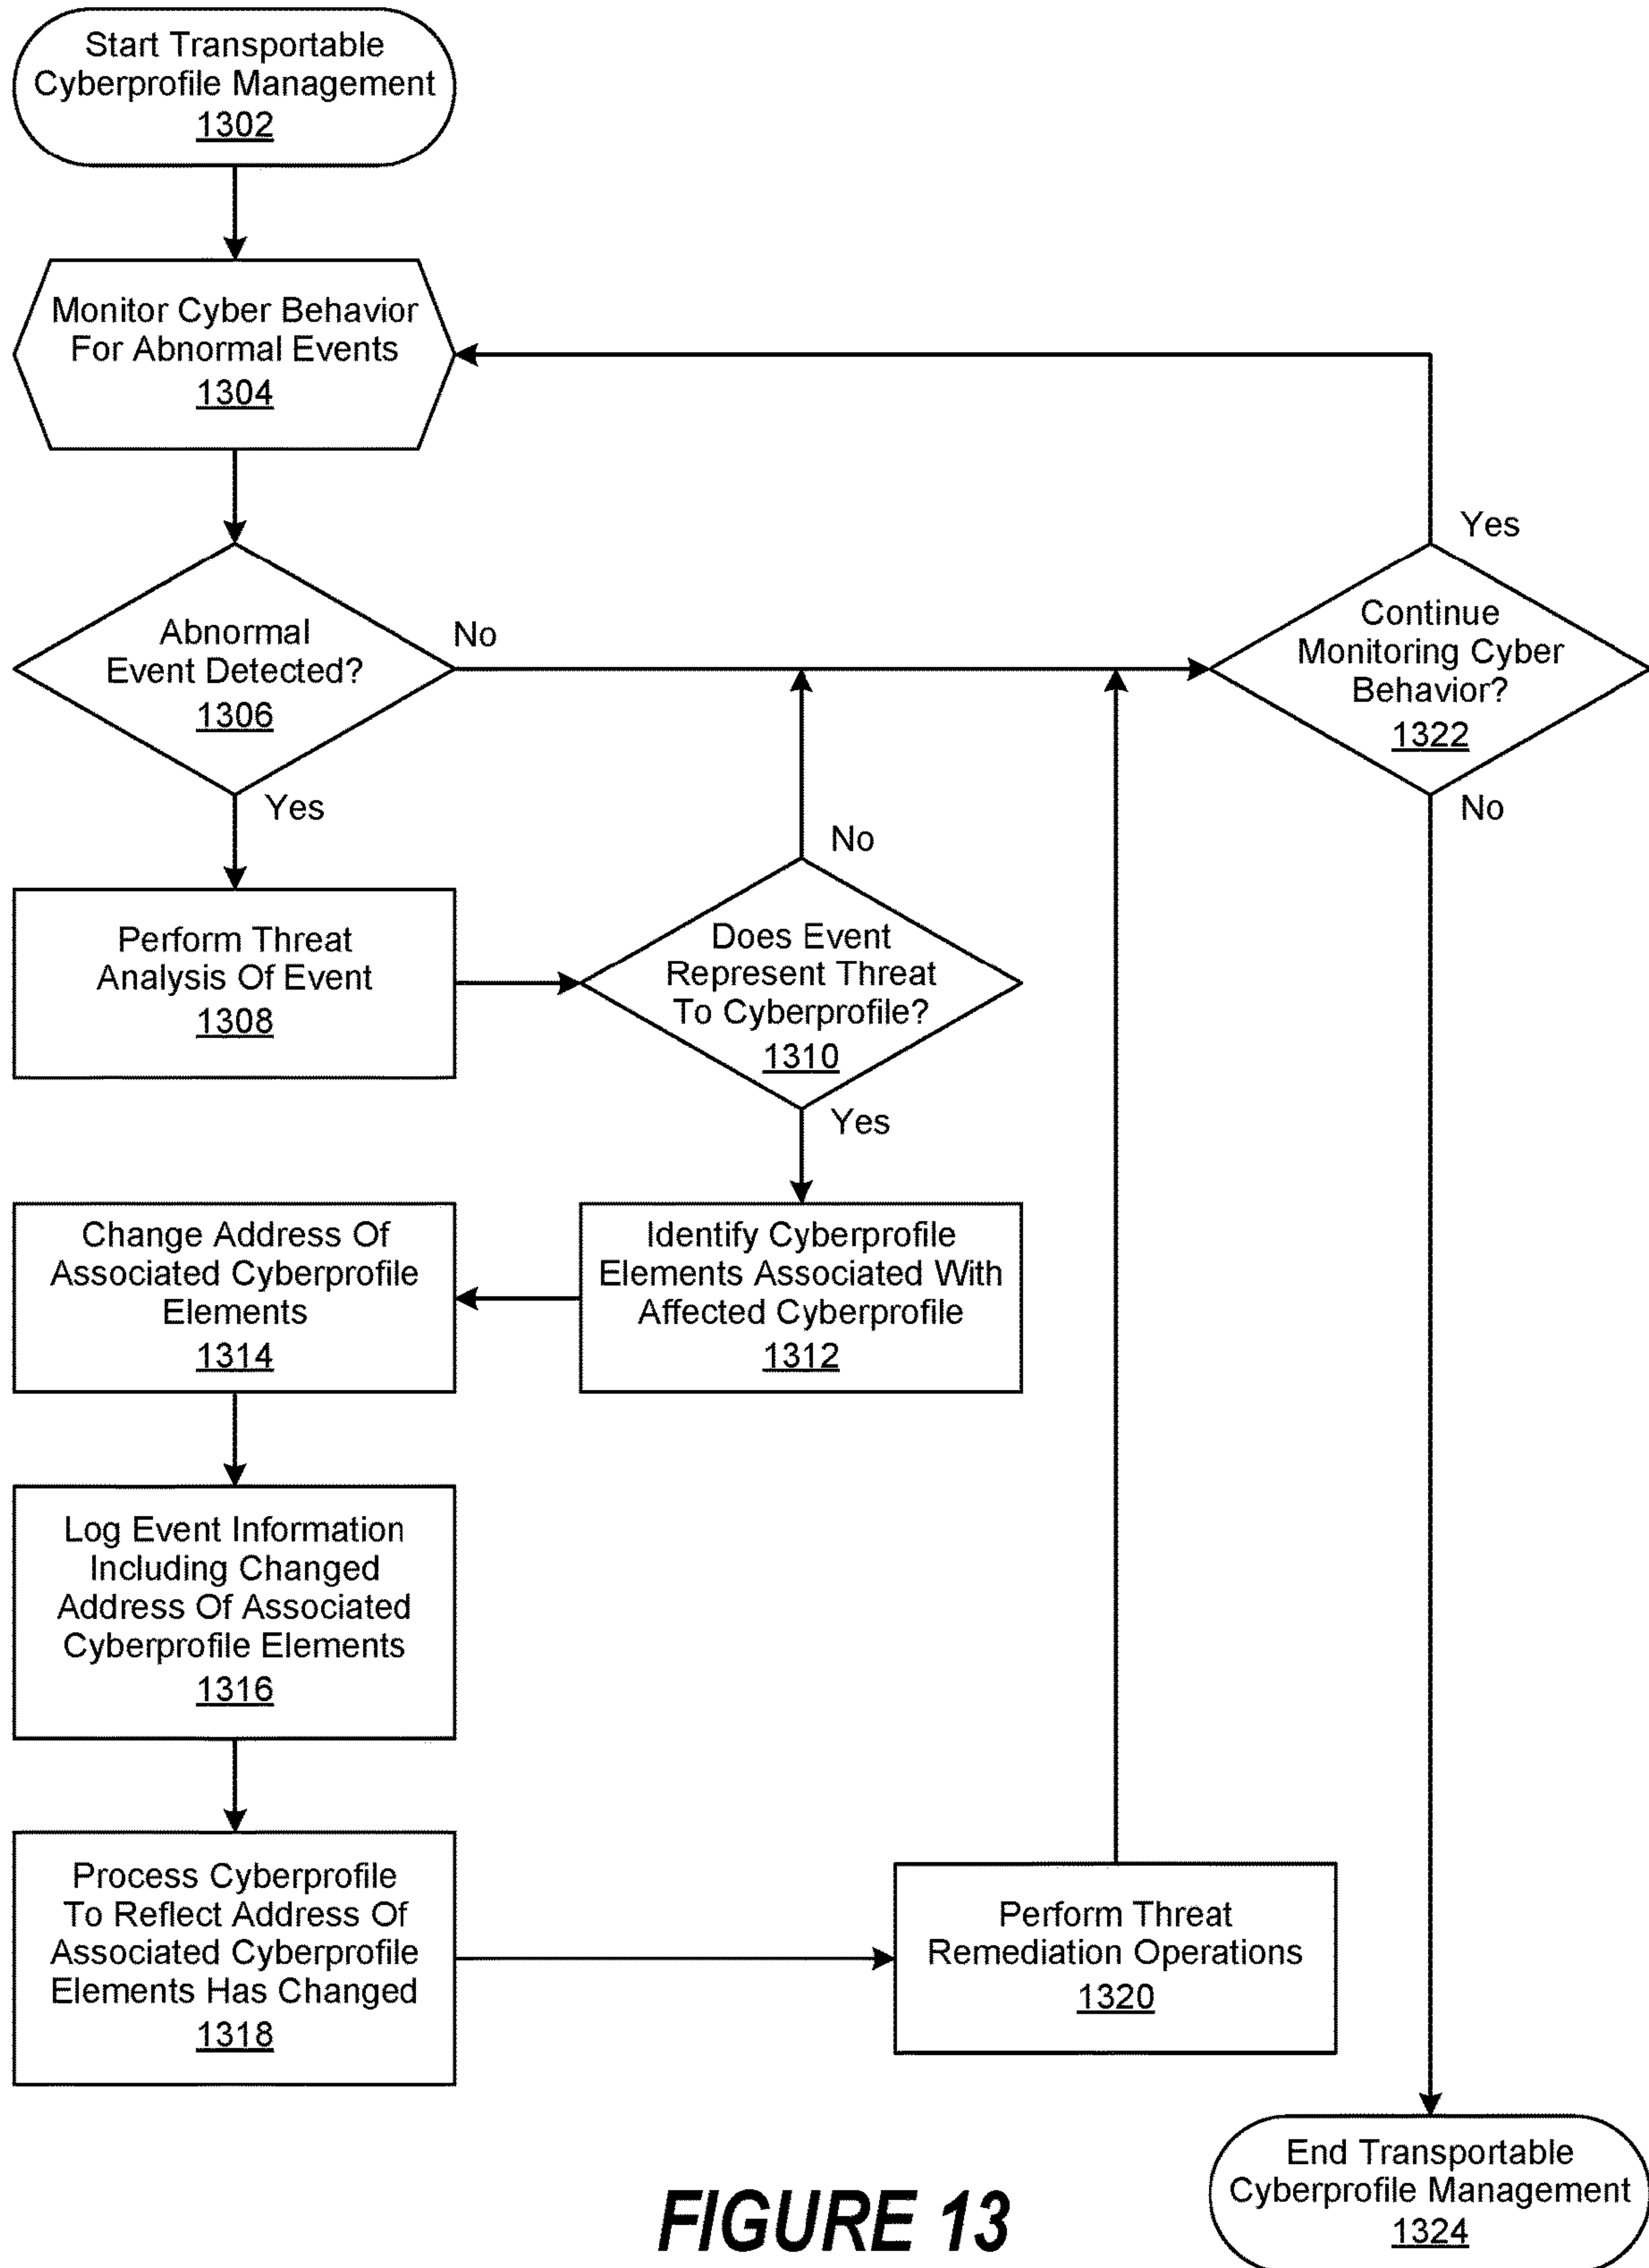 Start Transportable
Cyberprofile Management
1302
Monitor Cyber Behavior
For Abnormal Events
1304
Abnormal
Event Detected?
1306
No
Yes
Continue
Monitoring Cyber
Behavior?
1322
Yes
No
Perform Threat
Analysis Of Event
1308
Does Event
Represent Threat
To Cyberprofile?
1310
No
Yes
Identify Cyberprofile
Elements Associated With
Affected Cyberprofile
1312
Change Address Of
Associated Cyberprofile
Elements
1314
Log Event Information
Including Changed
Address Of Associated
Cyberprofile Elements
1316
Process Cyberprofile
To Reflect Address Of
Associated Cyberprofile
Elements Has Changed
1318
Perform Threat
Remediation Operations
1320
End Transportable
Cyberprofile Management
1324
FIGURE 13